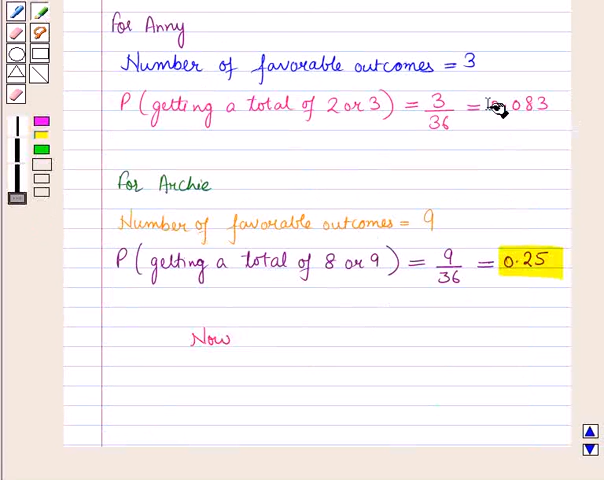 For Anny
Number of favorable outcomes = 3
P (getting a total of 2 or 3) = 3/36 = 0.083
For Archie
Number of favorable outcomes = 9
P (getting a total of 8 or 9) = 9/36 = 0.25
Now